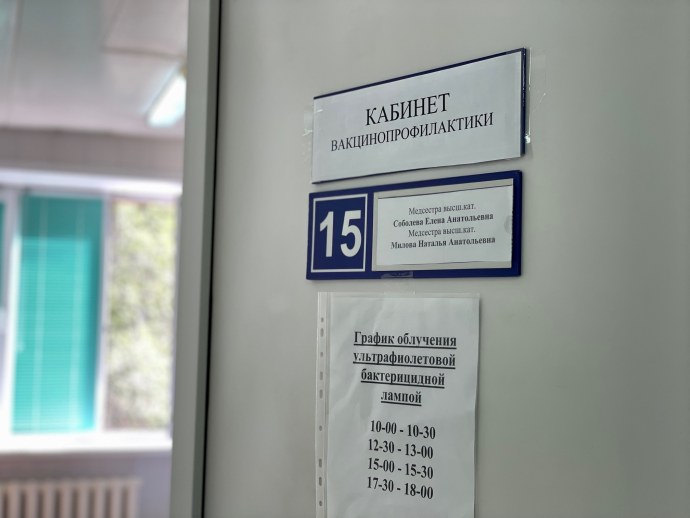 КАБИНЕТ
ВАКЦИНОПРОФИЛАКТИКИ
15
Медсестра высш.кат.
Соболева Елена Анатольевна
Медсестра высш.кат.
Милова Наталья Анатольевна
График облучения
ультрафиолетовой
бактерицидной
лампой
10-00 - 10-30
12-30 - 13-00
15-00 - 15-30
17-30 - 18-00